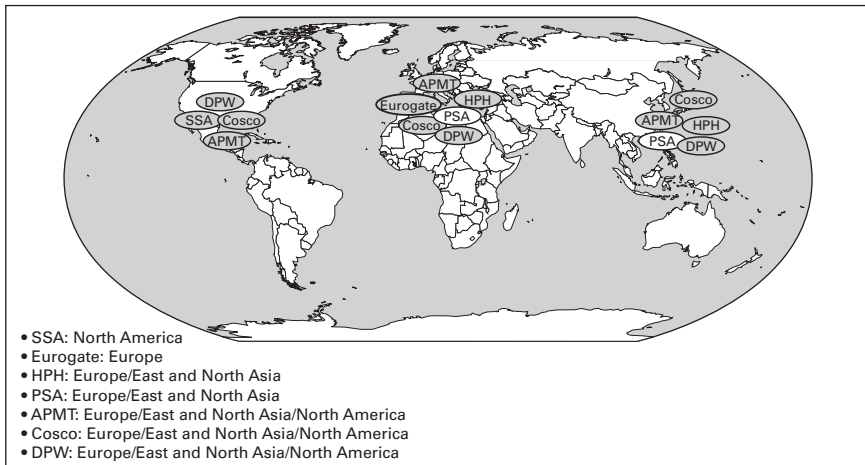 DPW
SSA Cosco
APMT
APMT
Eurogate HPH
PSA
Cosco
DPW
Cosco
APMT HPH
PSA DPW
• SSA: North America
• Eurogate: Europe
• HPH: Europe/East and North Asia
• PSA: Europe/East and North Asia
• APMT: Europe/East and North Asia/North America
• Cosco: Europe/East and North Asia/North America
• DPW: Europe/East and North Asia/North America